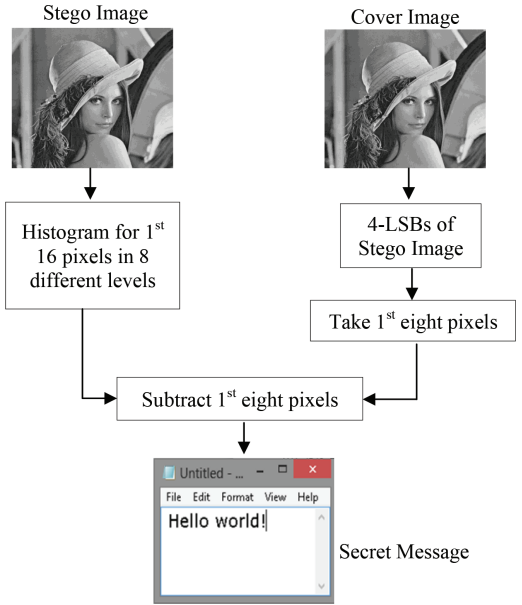 Stego Image
Cover Image
Histogram for 1st
16 pixels in 8
different levels
4-LSBs of
Stego Image
Take 1st eight pixels
Subtract 1st eight pixels
Untitled - ...
File Edit Format View Help
Hello world!
Secret Message